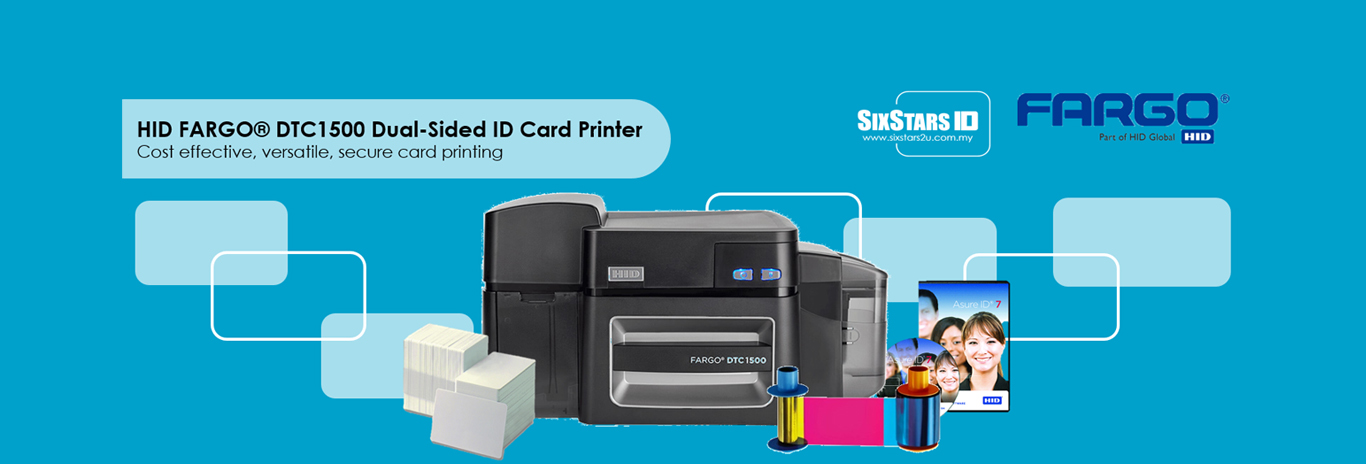 HID FARGO® DTC1500 Dual-Sided ID Card Printer
Cost effective, versatile, secure card printing
SIXSTARS ID
www.sixstars2u.com.my
FARGO®
Part of HID Global HID
HID
FARGO® DTC1500
Asure ID® 7
HID